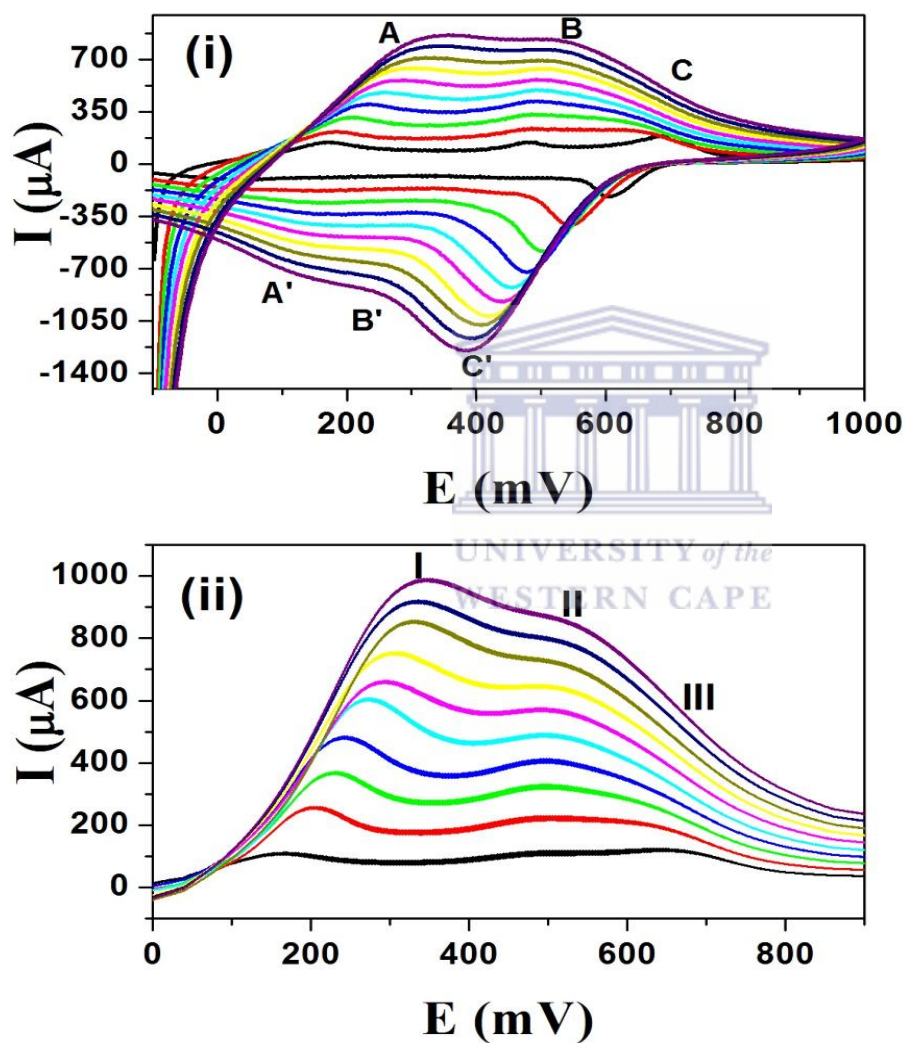 (i)
A
B
C
A'
B'
C'
I (µA)
700
350
0
-350
-700
-1050
-1400
0 200 400 600 800 1000
E (mV)
UNIVERSITY of the
WESTERN CAPE
(ii)
I
II
III
I (µA)
1000
800
600
400
200
0
0 200 400 600 800
E (mV)